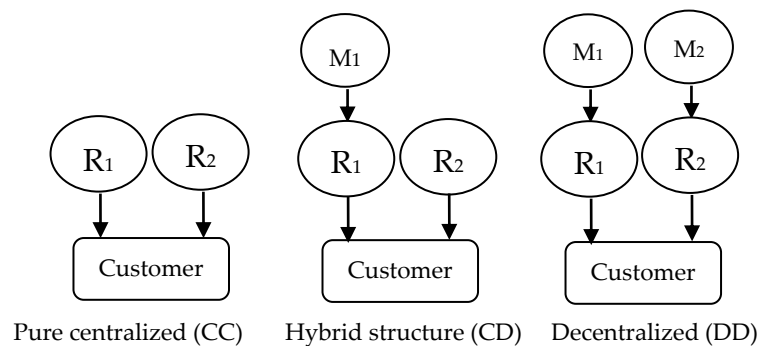 M1
M1
M2
R1
R2
R1
R2
R1
R2
Customer
Customer
Customer
Pure centralized (CC)
Hybrid structure (CD)
Decentralized (DD)